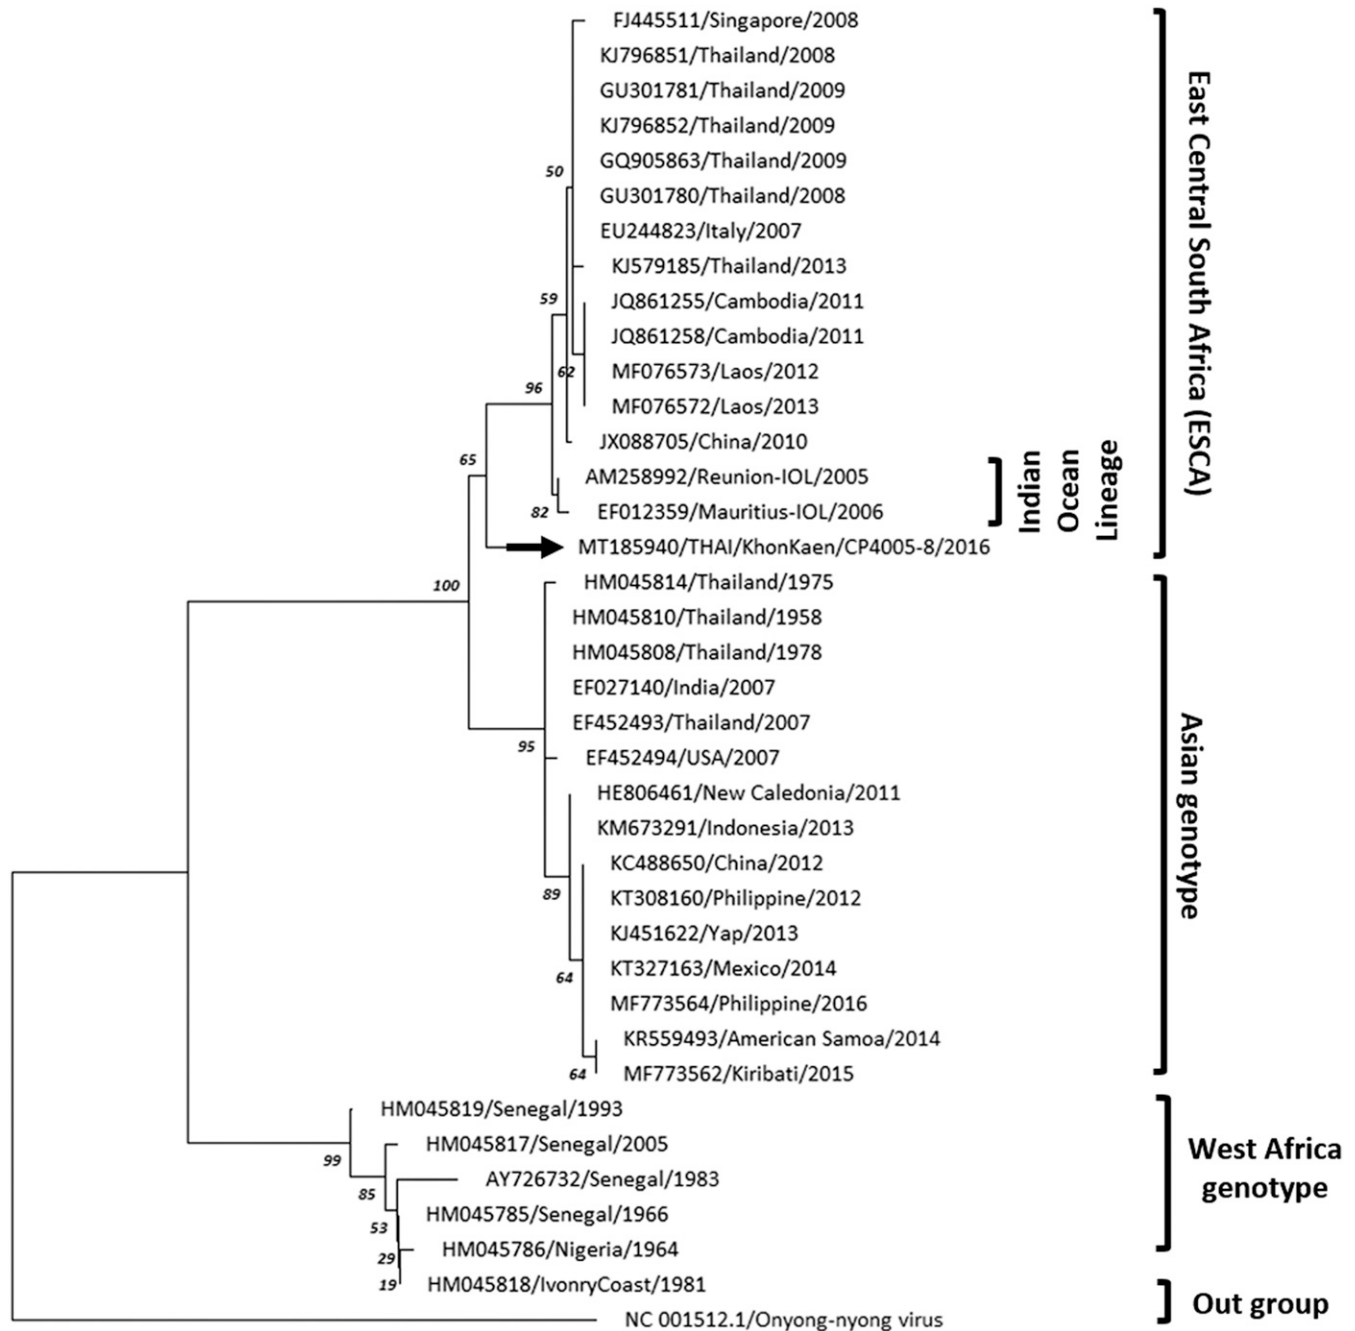 FJ445511/Singapore/2008
KJ796851/Thailand/2008
GU301781/Thailand/2009
KJ796852/Thailand/2009
GQ905863/Thailand/2009
50
GU301780/Thailand/2008
EU244823/Italy/2007
KJ579185/Thailand/2013
59
JQ861255/Cambodia/2011
JQ861258/Cambodia/2011
62
MF076573/Laos/2012
96
MF076572/Laos/2013
JX088705/China/2010
65
AM258992/Reunion-IOL/2005
82
EF012359/Mauritius-IOL/2006
MT185940/THAI/KhonKaen/CP4005-8/2016
East Central South Africa (ESCA)
Indian
Ocean
Lineage
100
HM045814/Thailand/1975
HM045810/Thailand/1958
HM045808/Thailand/1978
EF027140/India/2007
EF452493/Thailand/2007
95
EF452494/USA/2007
HE806461/New Caledonia/2011
KM673291/Indonesia/2013
KC488650/China/2012
89
KT308160/Philippine/2012
KJ451622/Yap/2013
KT327163/Mexico/2014
64
MF773564/Philippine/2016
KR559493/American Samoa/2014
64
MF773562/Kiribati/2015
Asian genotype
HM045819/Senegal/1993
HM045817/Senegal/2005
99
AY726732/Senegal/1983
85
HM045785/Senegal/1966
53
HM045786/Nigeria/1964
29
19
HM045818/IvonryCoast/1981
West Africa
genotype
NC 001512.1/Onyong-nyong virus
Out group